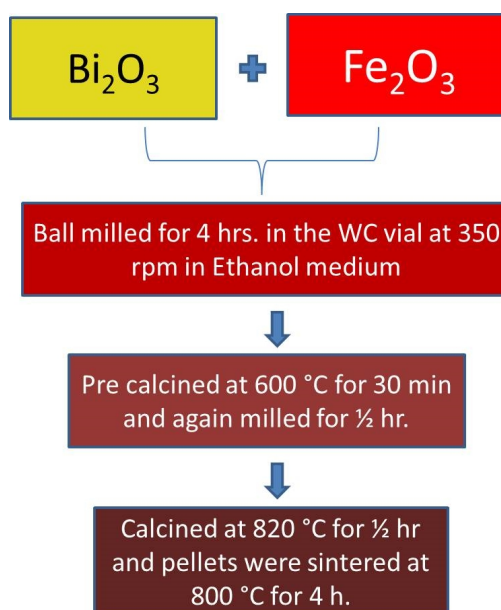 Bi₂O₃ + Fe₂O₃
Ball milled for 4 hrs. in the WC vial at 350
rpm in Ethanol medium
Pre calcined at 600 °C for 30 min
and again milled for ½ hr.
Calcined at 820 °C for ½ hr
and pellets were sintered at
800 °C for 4 h.